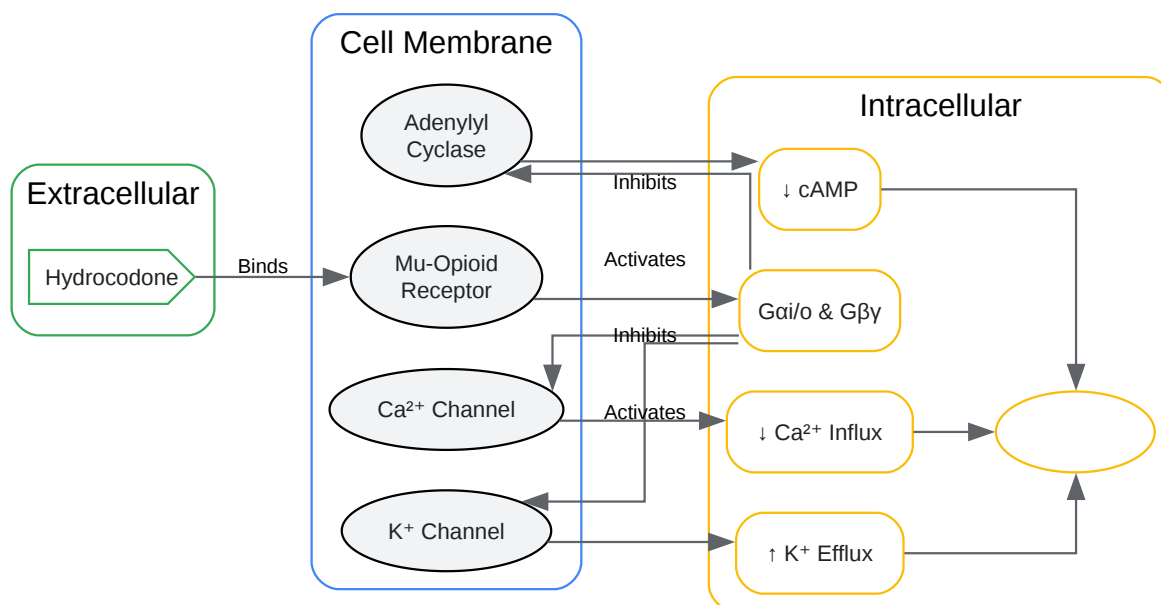 Cell Membrane
Intracellular
Extracellular
Adenylyl
Cyclase
Inhibits
↓ cAMP
Hydrocodone
Binds
Mu-Opioid
Receptor
Activates
Gαi/o & Gβγ
Inhibits
Ca²⁺ Channel
Activates
↓ Ca²⁺ Influx
K⁺ Channel
↑ K⁺ Efflux